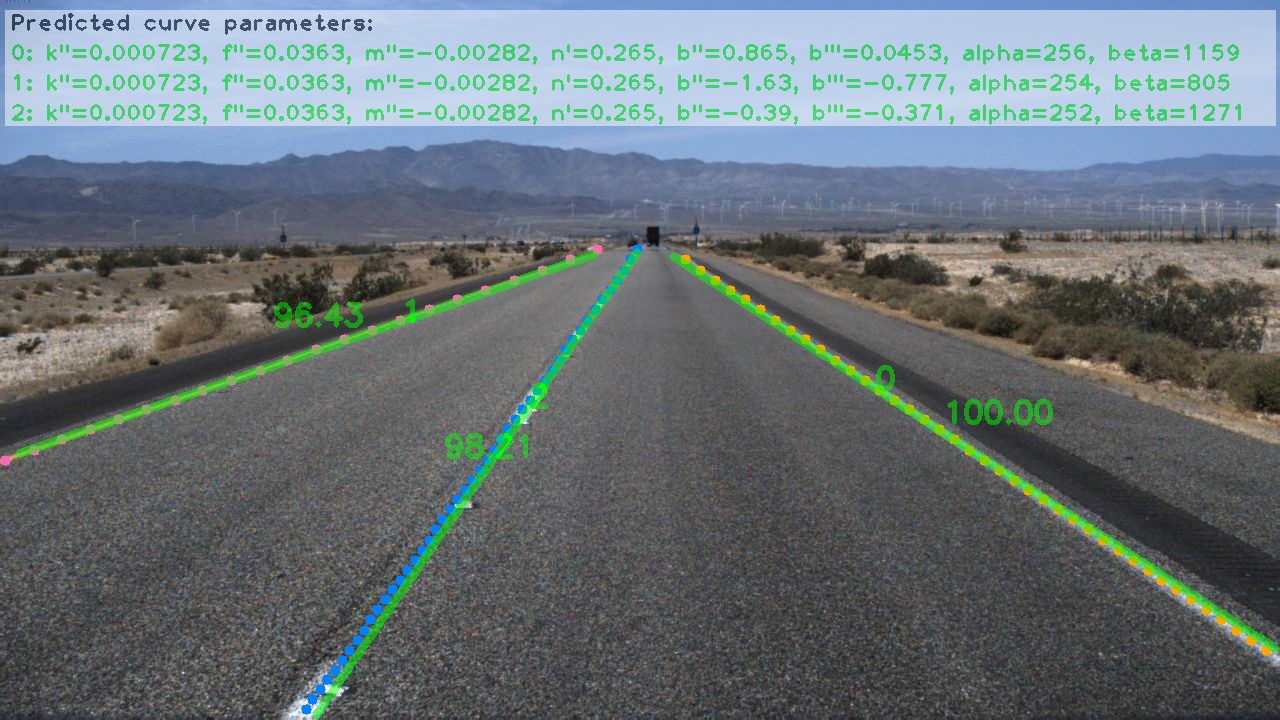 Predicted curve parameters:
0: k"=0.000723, f"=0.0363, m"=−0.00282, n'=0.265, b"=0.865, b'''=0.0453, alpha=256, beta=1159
1: k"=0.000723, f"=0.0363, m"=−0.00282, n'=0.265, b"=−1.63, b'''=−0.777, alpha=254, beta=805
2: k"=0.000723, f"=0.0363, m"=−0.00282, n'=0.265, b"=−0.39, b'''=−0.371, alpha=252, beta=1271
96.43 1
0
2
100.00
98.21